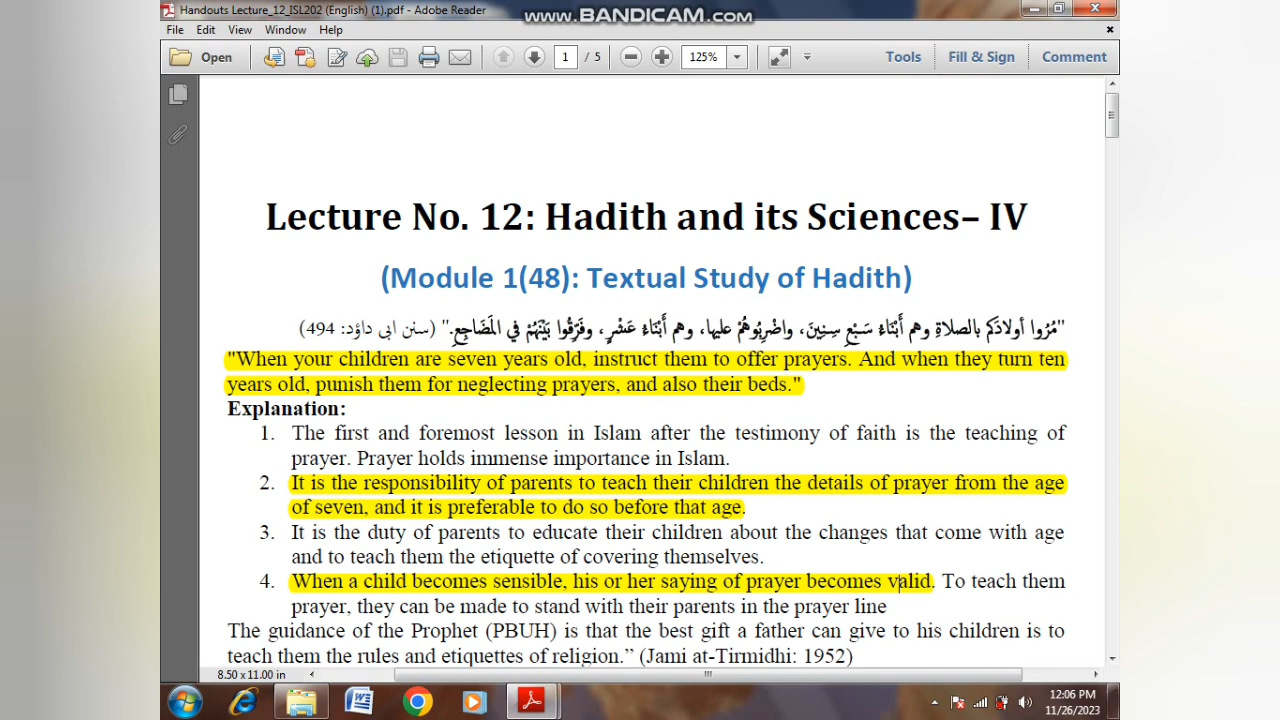 Handouts Lecture_12_ISL202 (English) (1).pdf - Adobe Reader
www.BANDICAM.com
File Edit View Window Help
Open 1 / 5 125% Tools Fill & Sign Comment
Lecture No. 12: Hadith and its Sciences– IV
(Module 1(48): Textual Study of Hadith)
"مُرُوا أولادَكم بالصلاةِ وهم أَبْنَاءُ سَبْعِ سِنِينَ، واضْرِبُوهُمْ عليها، وهم أَبْنَاءُ عَشْرٍ، وفَرِّقُوا بَيْنَهُمْ في المَضَاجِعِ." (سنن ابی داؤد: 494)
"When your children are seven years old, instruct them to offer prayers. And when they turn ten
years old, punish them for neglecting prayers, and also their beds."
Explanation:
1. The first and foremost lesson in Islam after the testimony of faith is the teaching of
prayer. Prayer holds immense importance in Islam.
2. It is the responsibility of parents to teach their children the details of prayer from the age
of seven, and it is preferable to do so before that age.
3. It is the duty of parents to educate their children about the changes that come with age
and to teach them the etiquette of covering themselves.
4. When a child becomes sensible, his or her saying of prayer becomes valid. To teach them
prayer, they can be made to stand with their parents in the prayer line
The guidance of the Prophet (PBUH) is that the best gift a father can give to his children is to
teach them the rules and etiquettes of religion.” (Jami at-Tirmidhi: 1952)
8.50 x 11.00 in
12:06 PM
11/26/2023